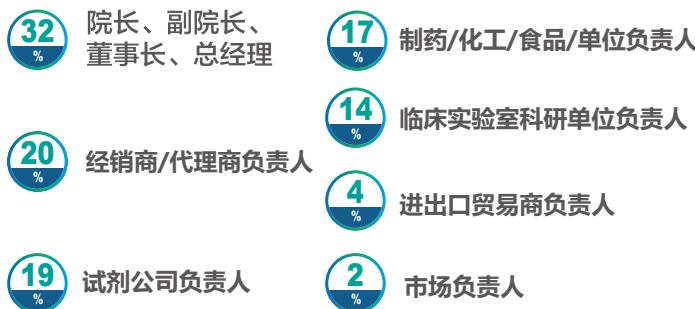 32
%
院长、副院长、
董事长、总经理
20
%
经销商/代理商负责人
19
%
试剂公司负责人
17
%
制药/化工/食品/单位负责人
14
%
临床实验室科研单位负责人
4
%
进出口贸易商负责人
2
%
市场负责人